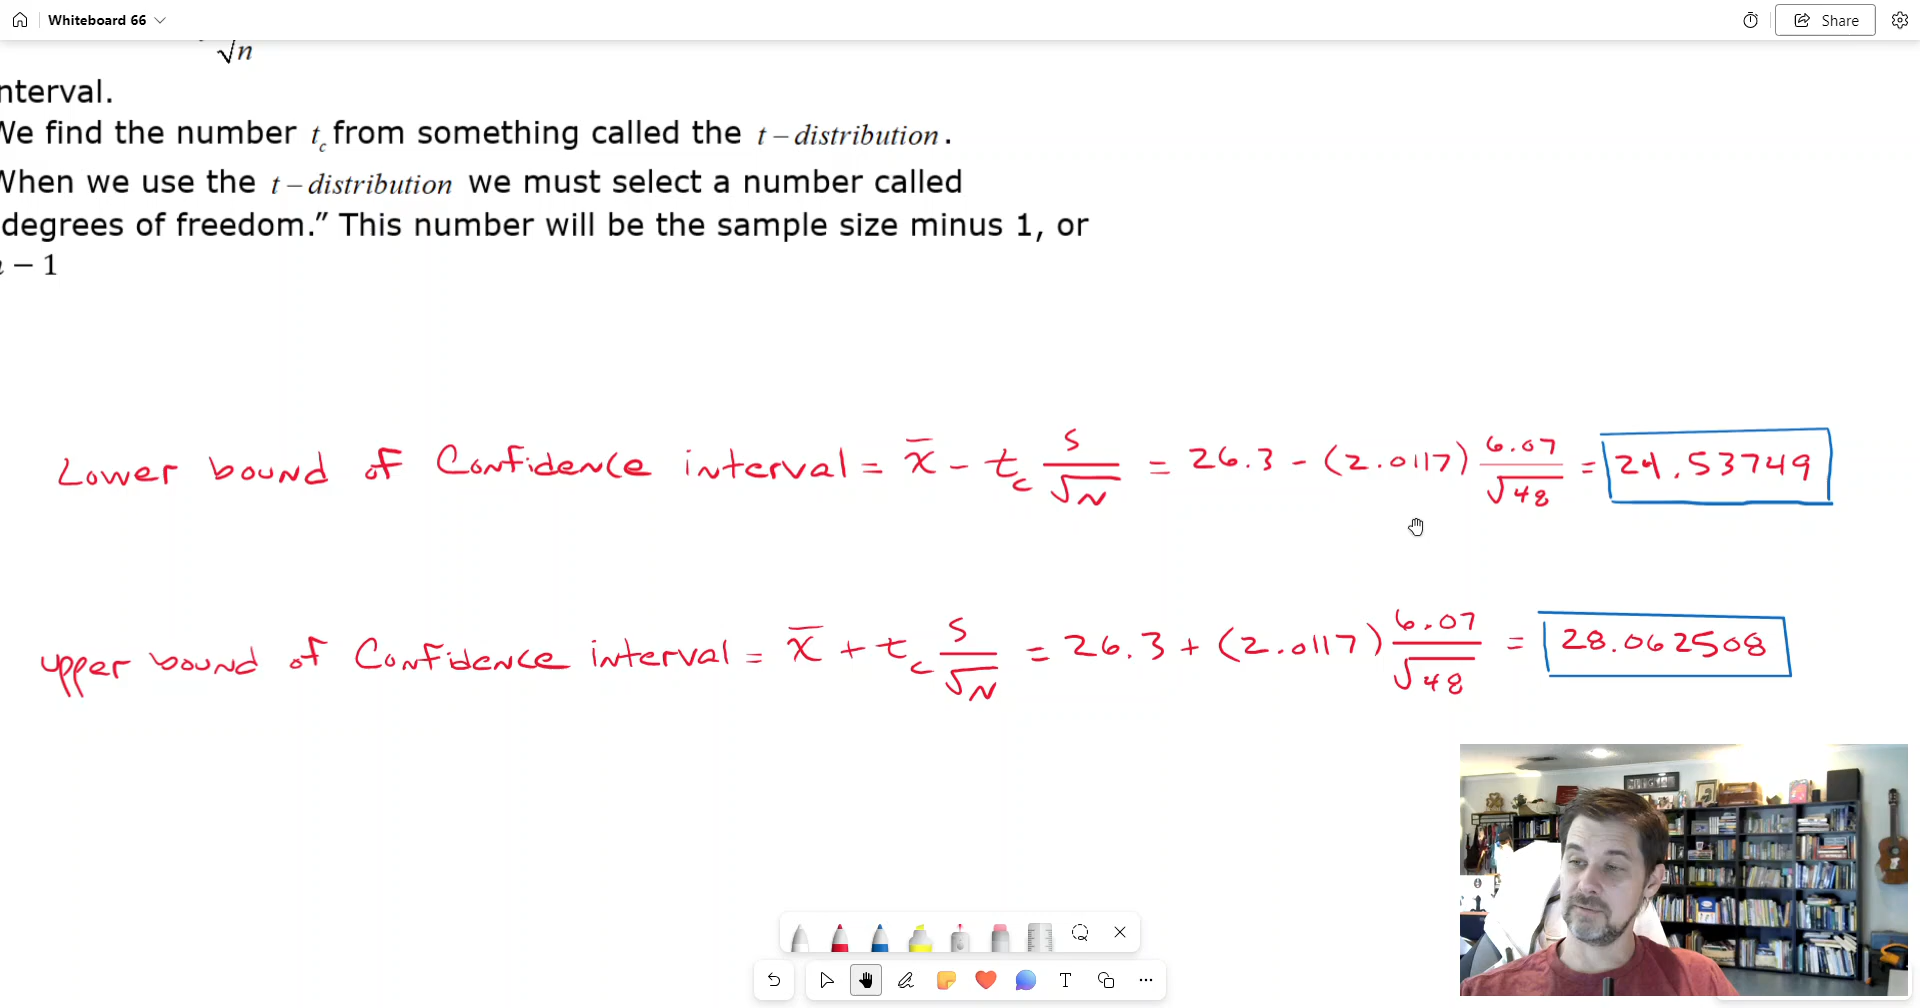 Whiteboard 66
Share
√n
nterval.
We find the number t_c from something called the t – distribution.
When we use the t – distribution we must select a number called
degrees of freedom.” This number will be the sample size minus 1, or
– 1
Lower bound of Confidence interval = x̄ - t_c s/√N = 26.3 - (2.0117) 6.07/√48 = 24.53749
upper bound of Confidence interval = x̄ + t_c s/√N = 26.3 + (2.0117) 6.07/√48 = 28.062508
T